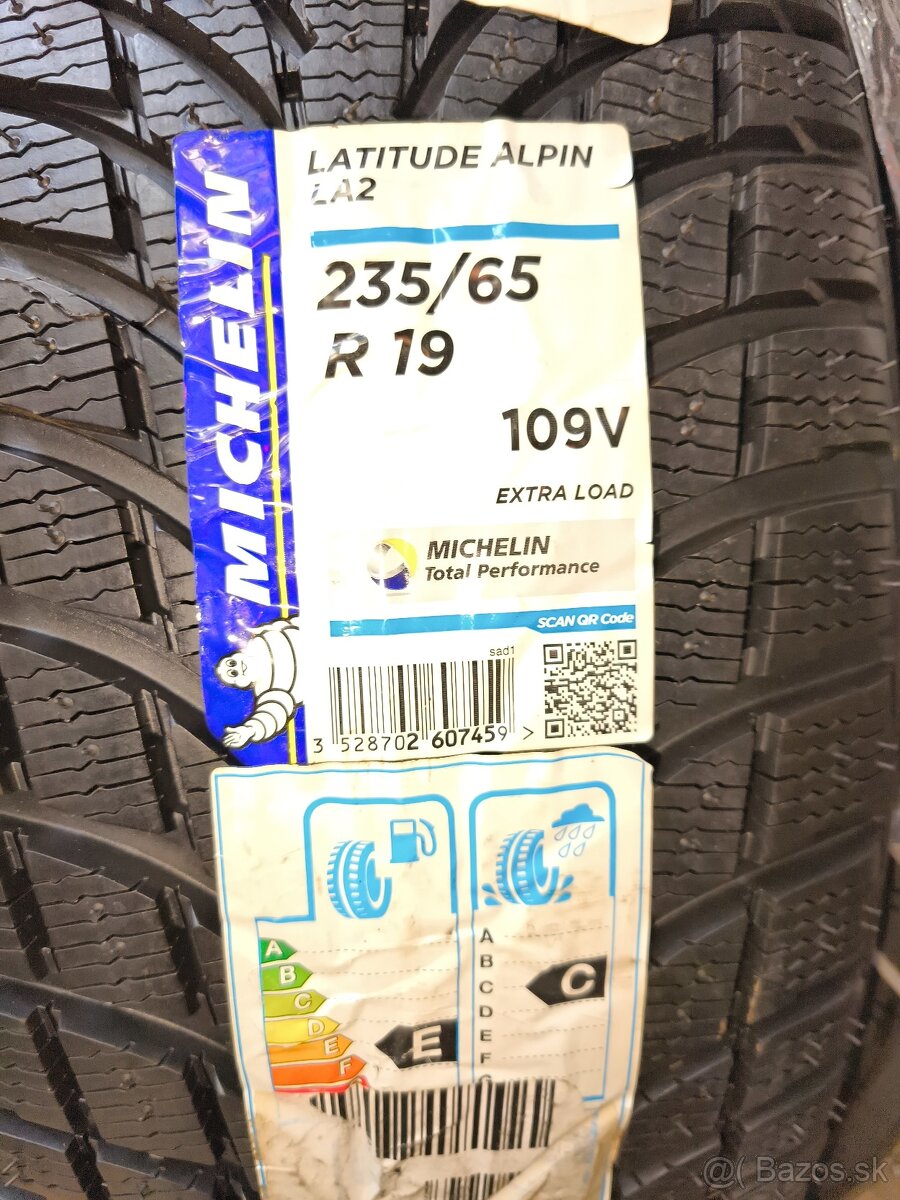 MICHELIN
LATITUDE ALPIN
LA2
235/65
R 19
109V
EXTRA LOAD
MICHELIN
Total Performance
SCAN QR Code
sad1
3 528702 607459 >
A
B
C
D
E
F
E
A
B
C
D
E
F
G
C
@( Bazos.sk